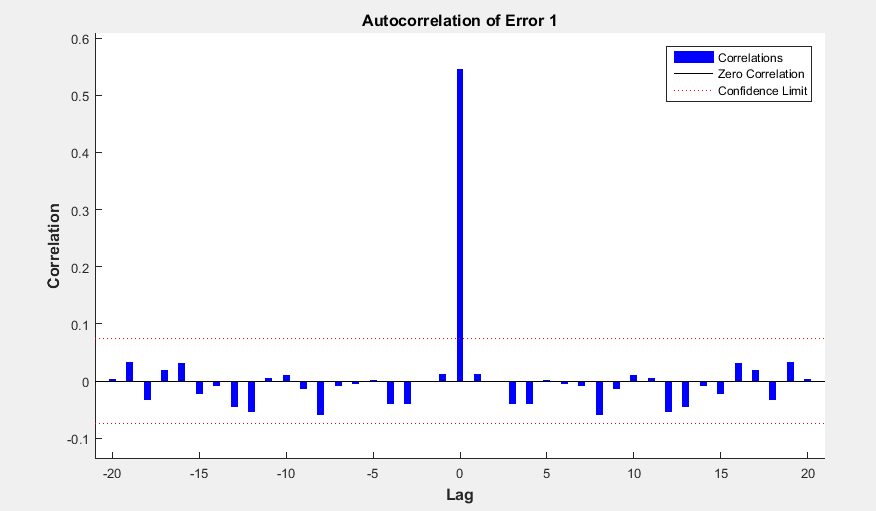 Autocorrelation of Error 1
Correlations
Zero Correlation
Confidence Limit
0.6
0.5
0.4
0.3
0.2
0.1
0
-0.1
Correlation
-20 -15 -10 -5 0 5 10 15 20
Lag